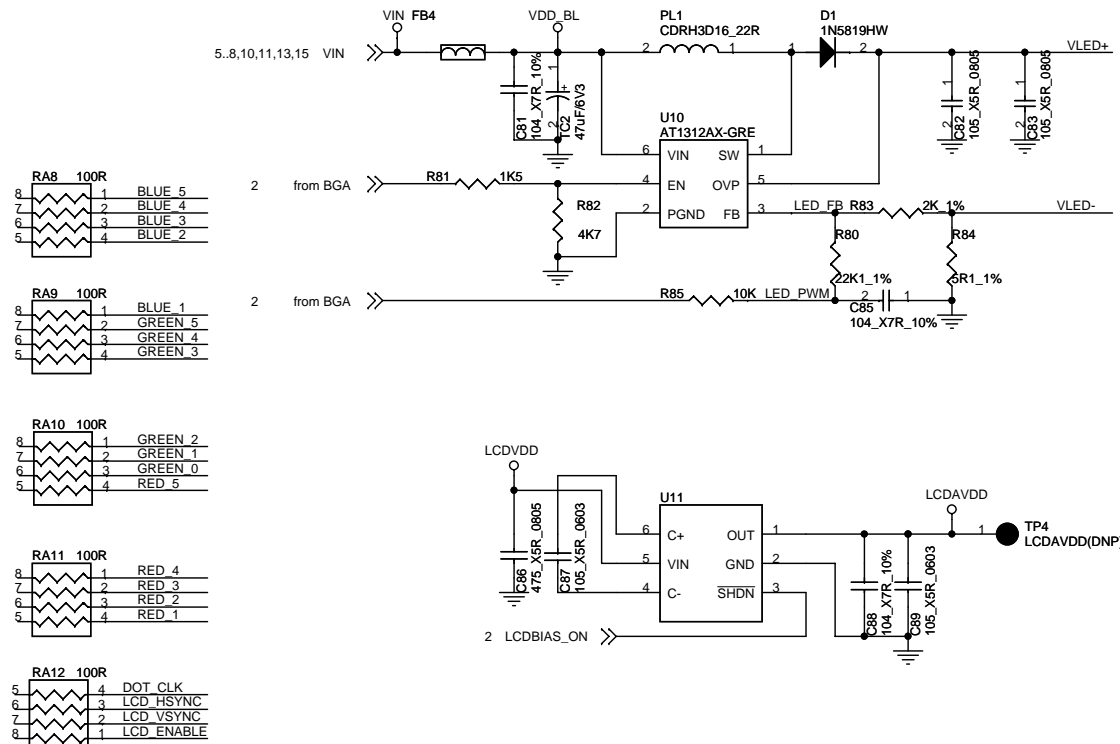 VIN FB4 VDD_BL
5..8,10,11,13,15 VIN
104_X7R_10%
C81
1
+
2
TC2
47uF/6V3
PL1
CDRH3D16_22R
2 1
D1
1N5819HW
1 2
VLED+
1
2
C82
105_X5R_0805
1
2
C83
105_X5R_0805
U10
AT1312AX-GRE
6 VIN SW 1
4 EN OVP 5
2 PGND FB 3
2 from BGA
R81 1K5
R82
4K7
LED_FB R83 2K_1% VLED-
R80
22K1_1%
R84
5R1_1%
2 from BGA
R85 10K LED_PWM
2 1
C85
104_X7R_10%
RA8 100R
8 1 BLUE_5
7 2 BLUE_4
6 3 BLUE_3
5 4 BLUE_2
RA9 100R
8 1 BLUE_1
7 2 GREEN_5
6 3 GREEN_4
5 4 GREEN_3
RA10 100R
8 1 GREEN_2
7 2 GREEN_1
6 3 GREEN_0
5 4 RED_5
RA11 100R
8 1 RED_4
7 2 RED_3
6 3 RED_2
5 4 RED_1
RA12 100R
5 4 DOT_CLK
6 3 LCD_HSYNC
7 2 LCD_VSYNC
8 1 LCD_ENABLE
LCDVDD
C86
475_X5R_0805
C87
105_X5R_0603
U11
6 C+ OUT 1
5 VIN GND 2
4 C- SHDN 3
2 LCDBIAS_ON
C88
104_X7R_10%
C89
105_X5R_0603
LCDAVDD
1 TP4
LCDAVDD(DNP)